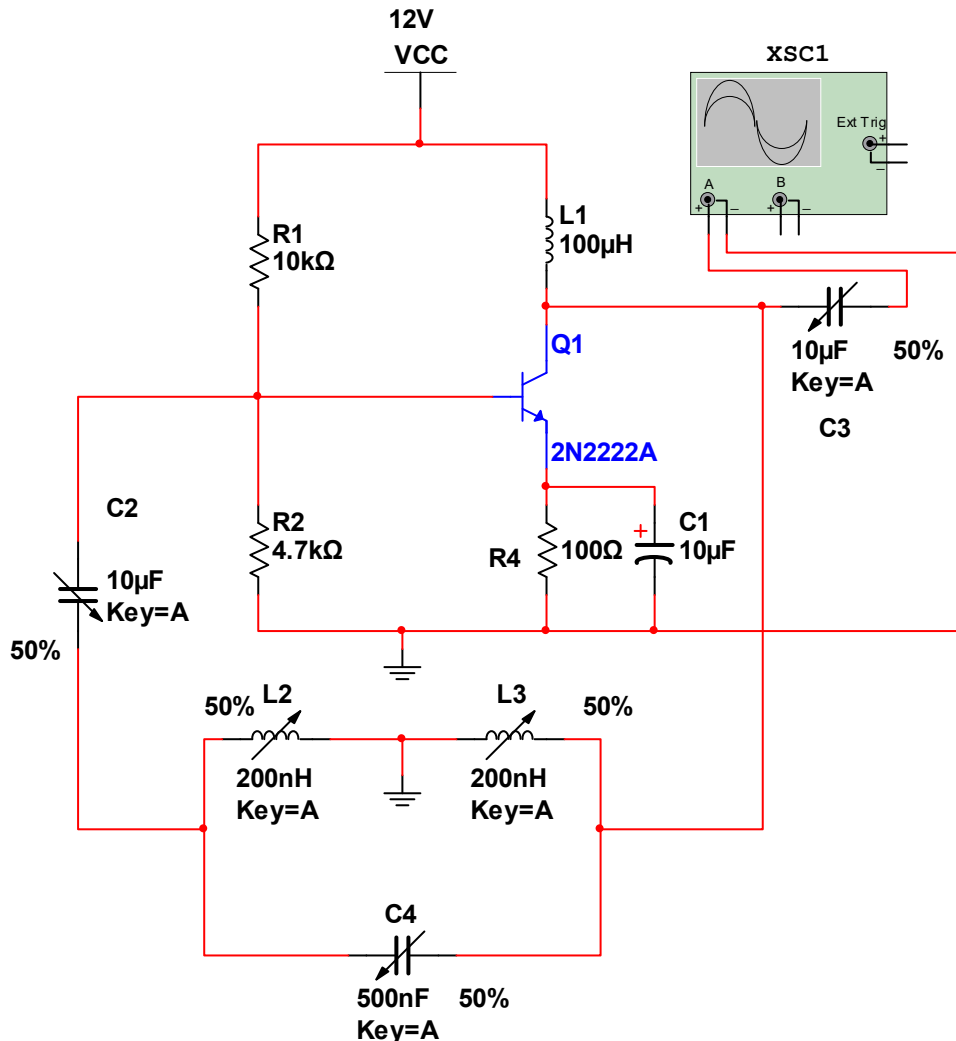 12V
VCC
XSC1
Ext Trig
+
–
A
B
+
–
+
–
L1
100µH
R1
10kΩ
Q1
10µF
50%
Key=A
C3
2N2222A
C2
R2
4.7kΩ
R4
100Ω
+
C1
10µF
10µF
Key=A
50%
L2
50%
L3
50%
200nH
Key=A
200nH
Key=A
C4
500nF
50%
Key=A